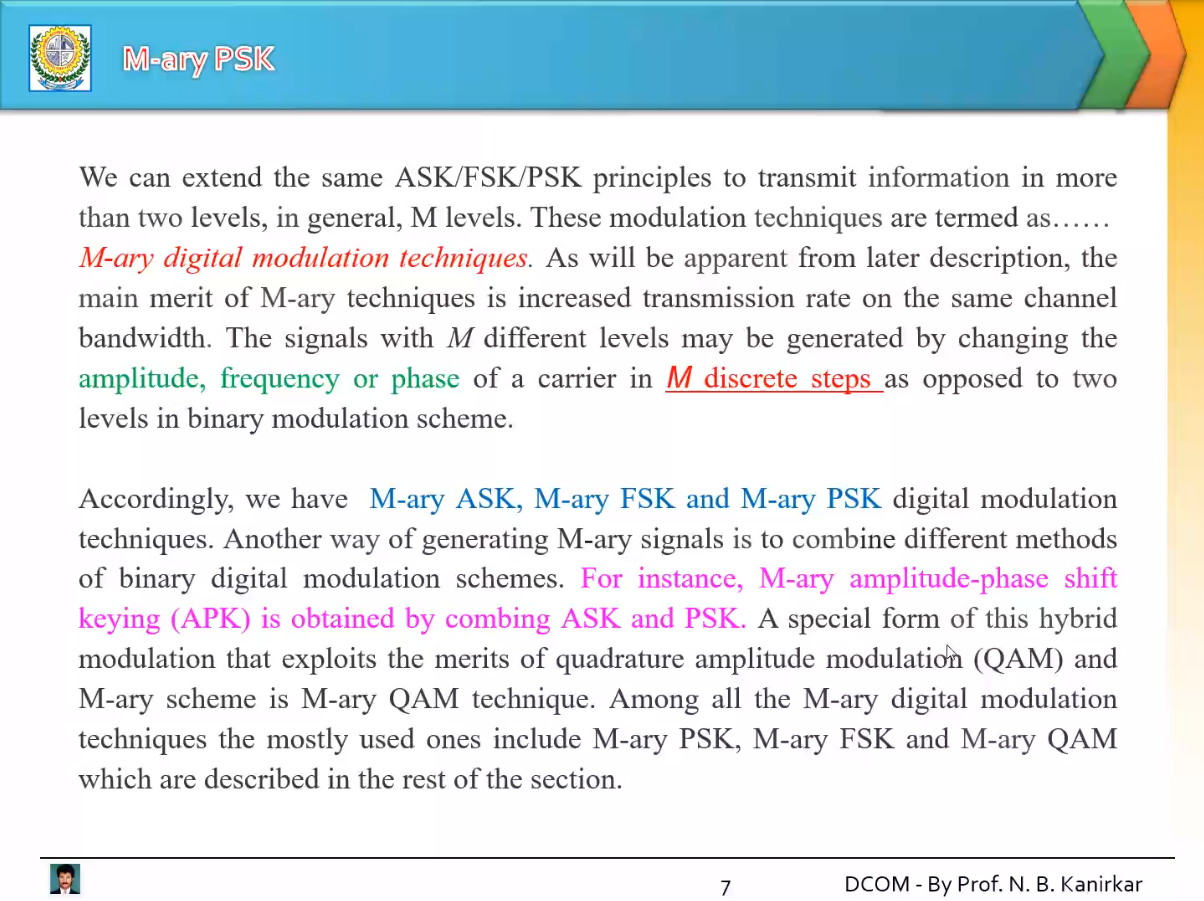 M-ary PSK
We can extend the same ASK/FSK/PSK principles to transmit information in more
than two levels, in general, M levels. These modulation techniques are termed as……
M-ary digital modulation techniques. As will be apparent from later description, the
main merit of M-ary techniques is increased transmission rate on the same channel
bandwidth. The signals with M different levels may be generated by changing the
amplitude, frequency or phase of a carrier in M discrete steps as opposed to two
levels in binary modulation scheme.
Accordingly, we have M-ary ASK, M-ary FSK and M-ary PSK digital modulation
techniques. Another way of generating M-ary signals is to combine different methods
of binary digital modulation schemes. For instance, M-ary amplitude-phase shift
keying (APK) is obtained by combing ASK and PSK. A special form of this hybrid
modulation that exploits the merits of quadrature amplitude modulation (QAM) and
M-ary scheme is M-ary QAM technique. Among all the M-ary digital modulation
techniques the mostly used ones include M-ary PSK, M-ary FSK and M-ary QAM
which are described in the rest of the section.
7
DCOM - By Prof. N. B. Kanirkar